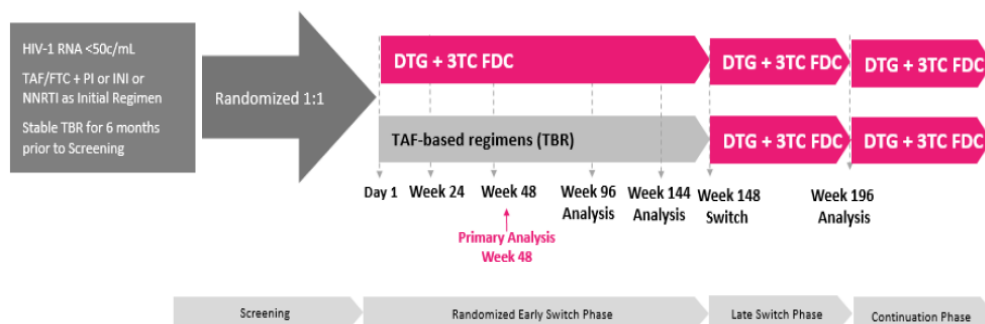 HIV-1 RNA <50c/mL
TAF/FTC + PI or INI or
NNRTI as Initial Regimen
Stable TBR for 6 months
prior to Screening
Randomized 1:1
DTG + 3TC FDC
DTG + 3TC FDC
DTG + 3TC FDC
TAF-based regimens (TBR)
DTG + 3TC FDC
DTG + 3TC FDC
Day 1
Week 24
Week 48
Week 96
Analysis
Week 144
Analysis
Week 148
Switch
Week 196
Analysis
Primary Analysis
Week 48
Screening
Randomized Early Switch Phase
Late Switch Phase
Continuation Phase